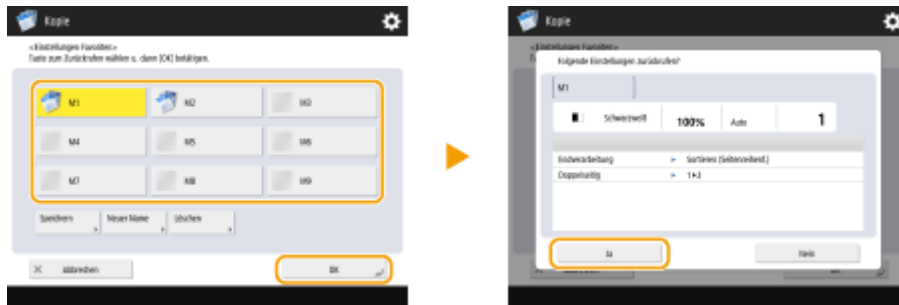 Kopie
<Einstellungen Favoriten>
Taste zum Zurückrufen wählen u. dann [OK] betätigen.
M1 M2 M3
M4 M5 M6
M7 M8 M9
Speichern Neuer Name Löschen
Abbrechen OK
Kopie
<Einstellungen Favoriten>
Folgende Einstellungen zurückrufen?
M1
Schwarzweiß 100% Auto 1
Endverarbeitung Sortieren (Seitenreihenf.)
Doppelseitig 1►2
Ja Nein